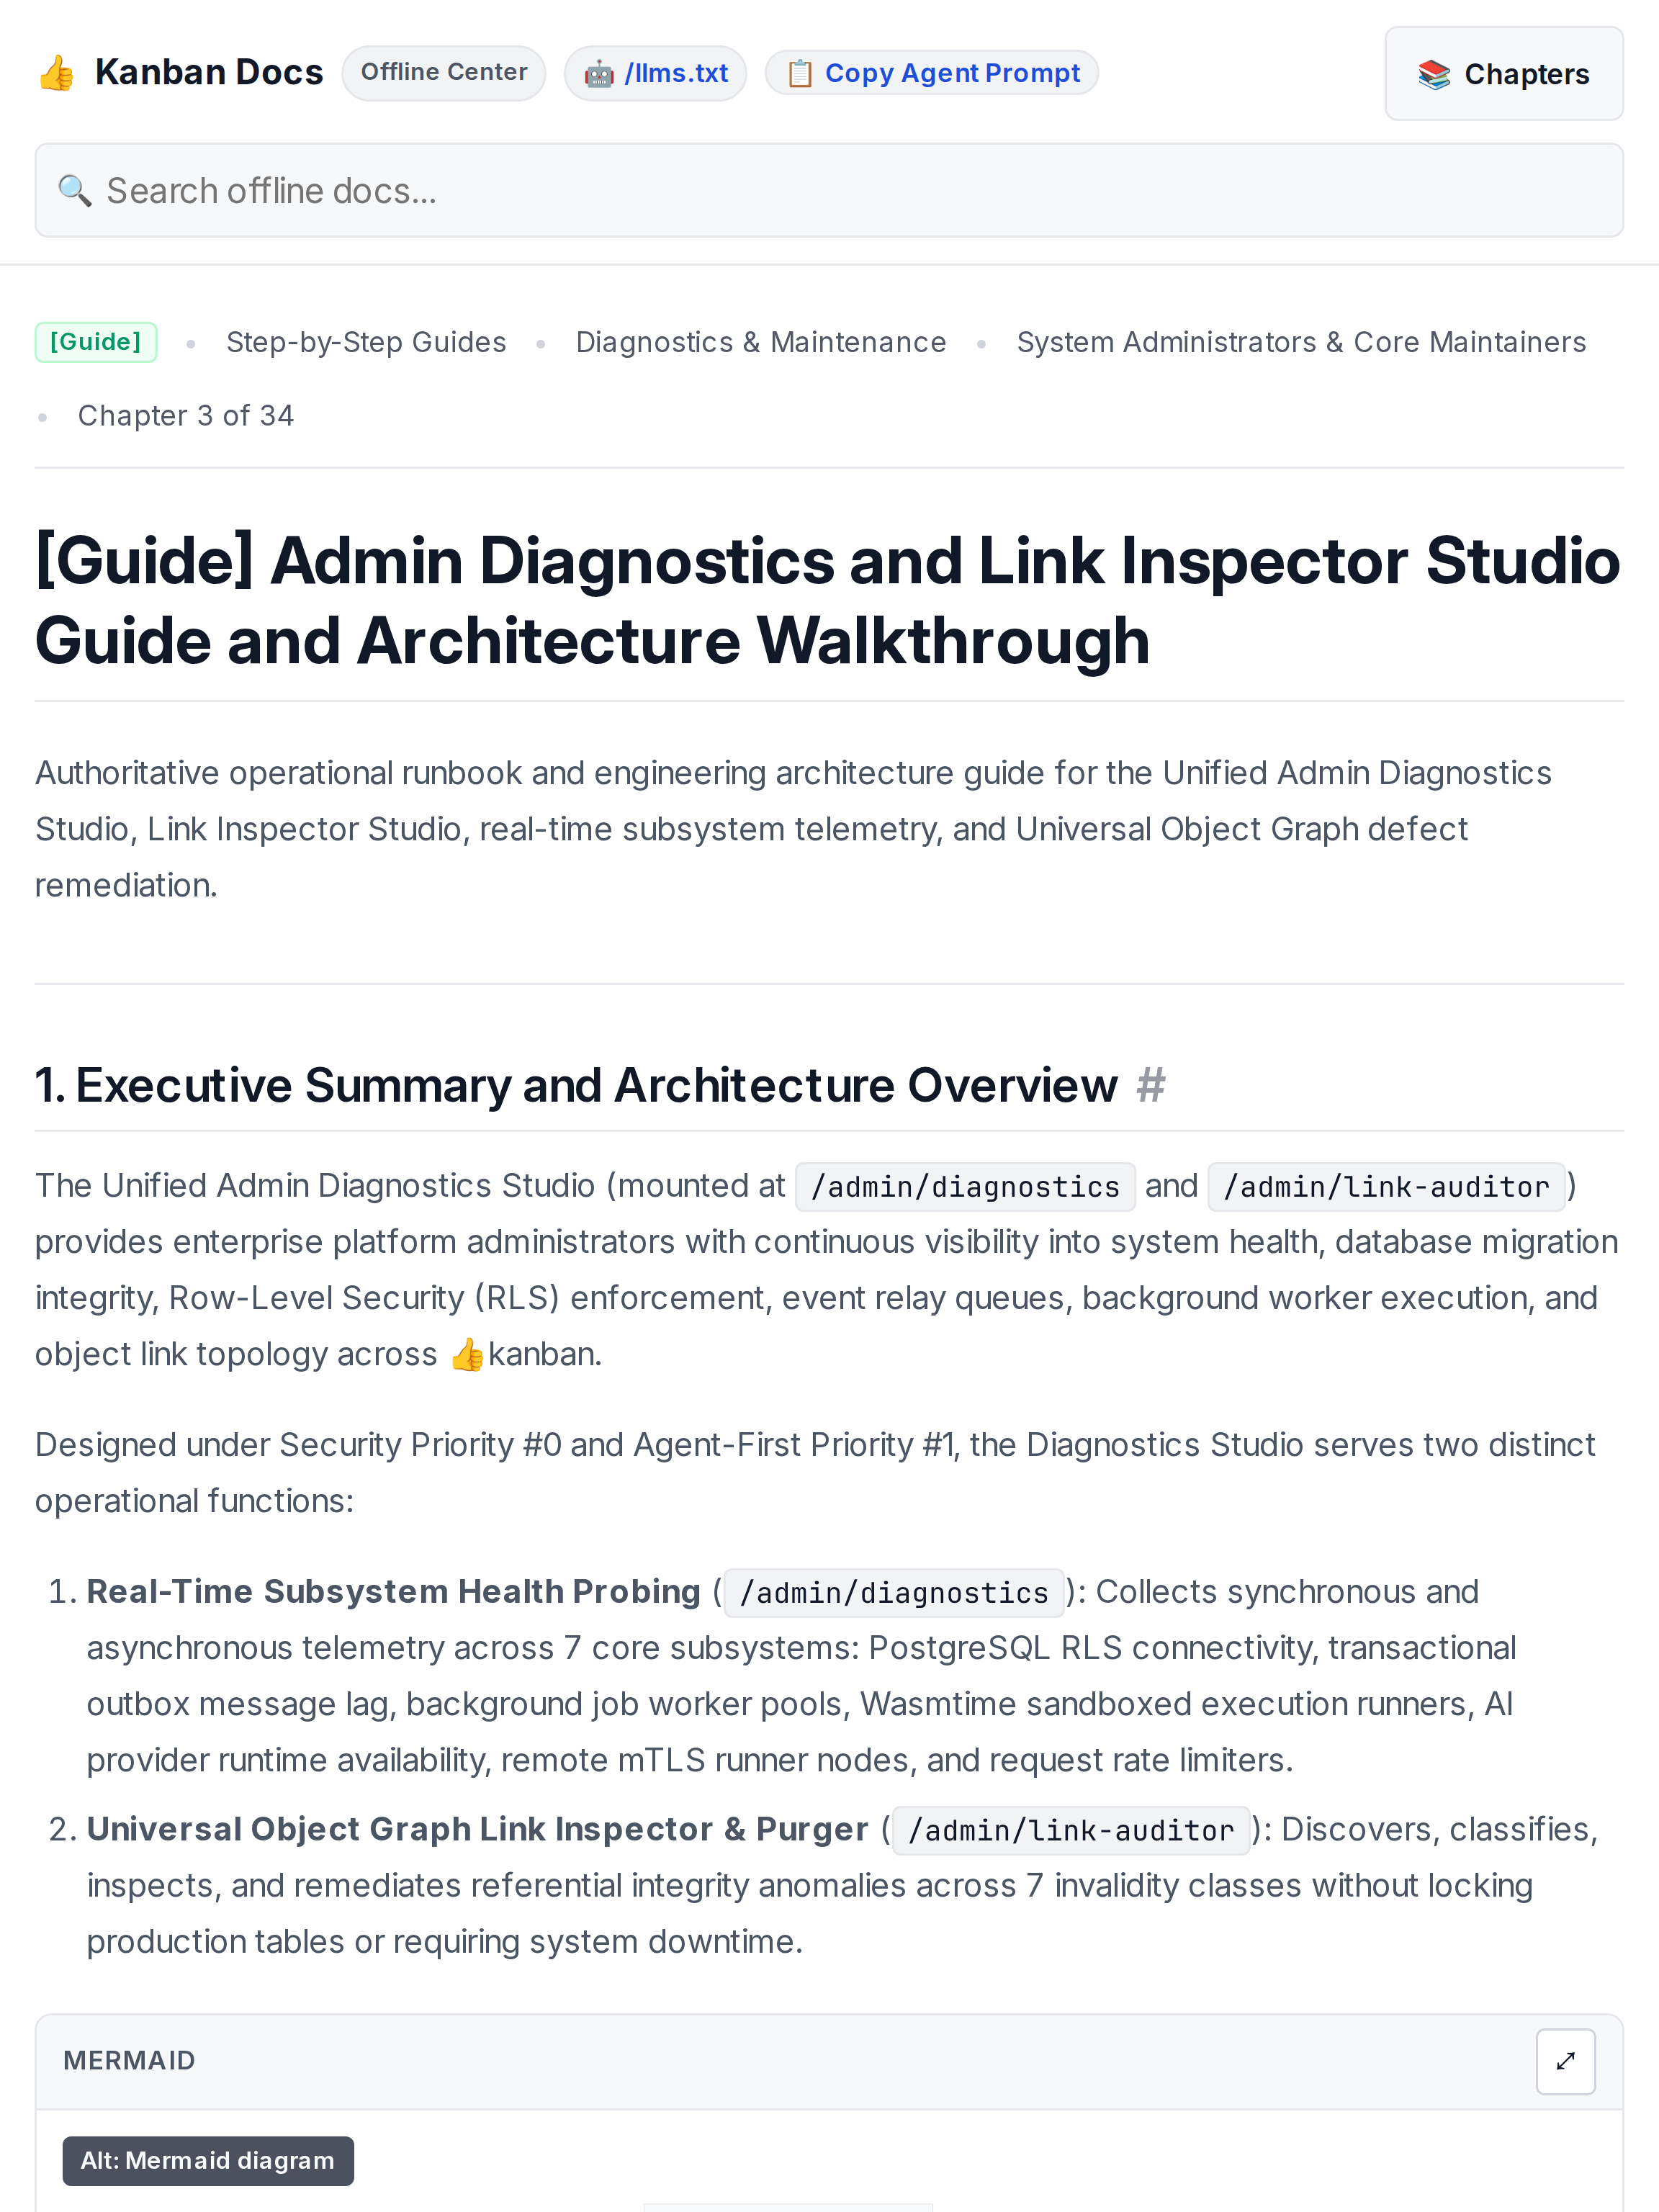 👍 Kanban Docs Offline Center 🤖 /llms.txt 📋 Copy Agent Prompt 📚 Chapters
🔍 Search offline docs...
[Guide] • Step-by-Step Guides • Diagnostics & Maintenance • System Administrators & Core Maintainers
• Chapter 3 of 34
[Guide] Admin Diagnostics and Link Inspector Studio
Guide and Architecture Walkthrough
Authoritative operational runbook and engineering architecture guide for the Unified Admin Diagnostics
Studio, Link Inspector Studio, real-time subsystem telemetry, and Universal Object Graph defect
remediation.
1. Executive Summary and Architecture Overview #
The Unified Admin Diagnostics Studio (mounted at /admin/diagnostics and /admin/link-auditor)
provides enterprise platform administrators with continuous visibility into system health, database migration
integrity, Row-Level Security (RLS) enforcement, event relay queues, background worker execution, and
object link topology across 👍kanban.
Designed under Security Priority #0 and Agent-First Priority #1, the Diagnostics Studio serves two distinct
operational functions:
1. Real-Time Subsystem Health Probing (/admin/diagnostics): Collects synchronous and
asynchronous telemetry across 7 core subsystems: PostgreSQL RLS connectivity, transactional
outbox message lag, background job worker pools, Wasmtime sandboxed execution runners, AI
provider runtime availability, remote mTLS runner nodes, and request rate limiters.
2. Universal Object Graph Link Inspector & Purger (/admin/link-auditor): Discovers, classifies,
inspects, and remediates referential integrity anomalies across 7 invalidity classes without locking
production tables or requiring system downtime.
MERMAID ⤢
Alt: Mermaid diagram